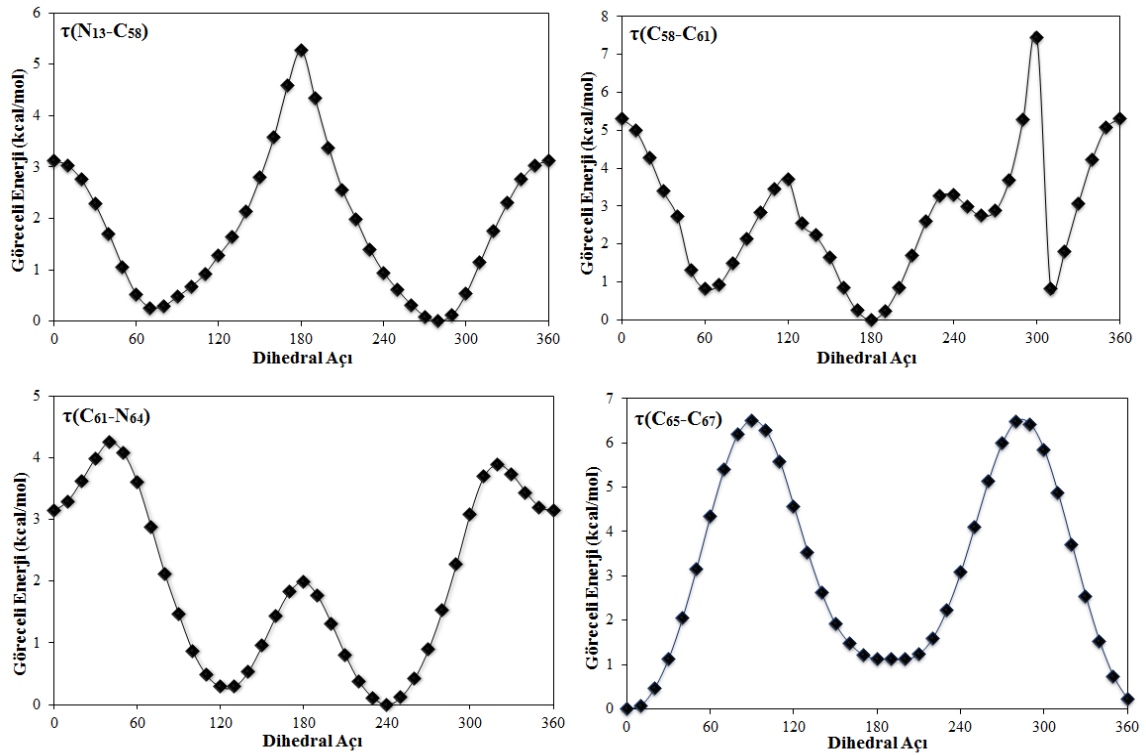 τ(N₁₃-C₅₈)
Göreceli Enerji (kcal/mol)
6
5
4
3
2
1
0
0 60 120 180 240 300 360
Dihedral Açı
τ(C₅₈-C₆₁)
Göreceli Enerji (kcal/mol)
8
7
6
5
4
3
2
1
0
0 60 120 180 240 300 360
Dihedral Açı
τ(C₆₁-N₆₄)
Göreceli Enerji (kcal/mol)
5
4
3
2
1
0
0 60 120 180 240 300 360
Dihedral Açı
τ(C₆₅-C₆₇)
Göreceli Enerji (kcal/mol)
7
6
5
4
3
2
1
0
0 60 120 180 240 300 360
Dihedral Açı